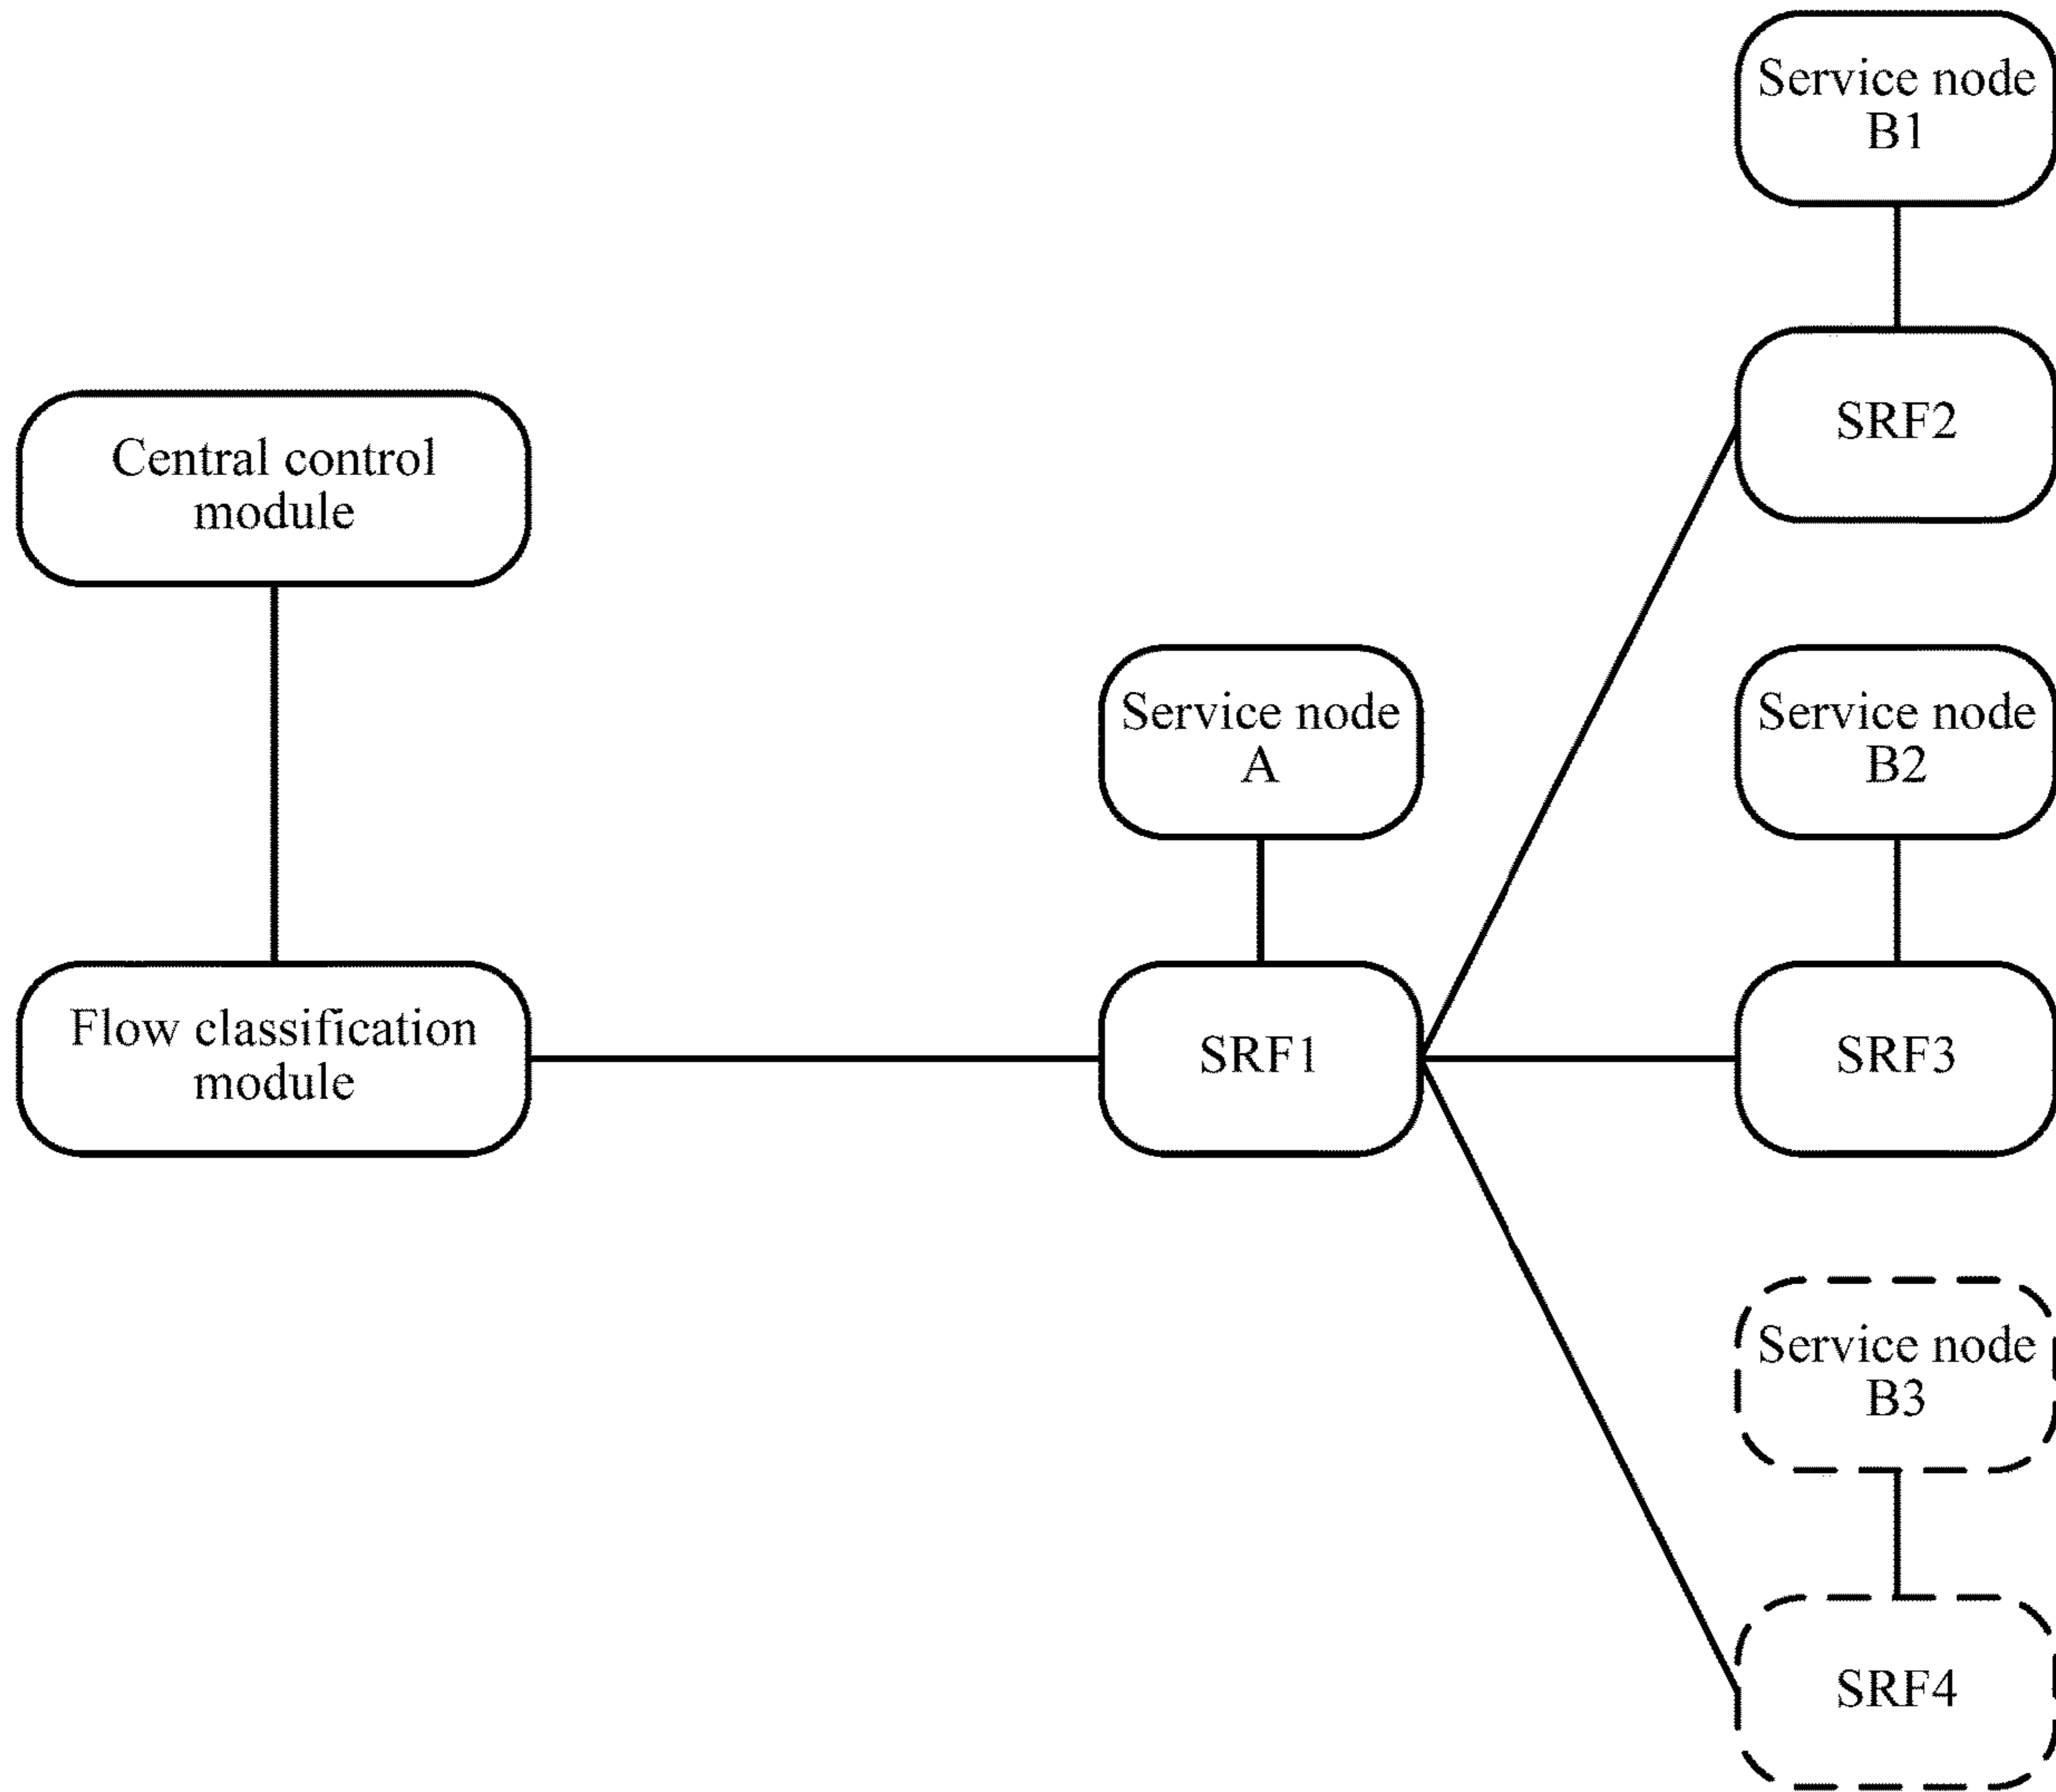 Service node
B1
SRF2
Central control
module
Service node
A
Service node
B2
Flow classification
module
SRF1
SRF3
Service node
B3
SRF4